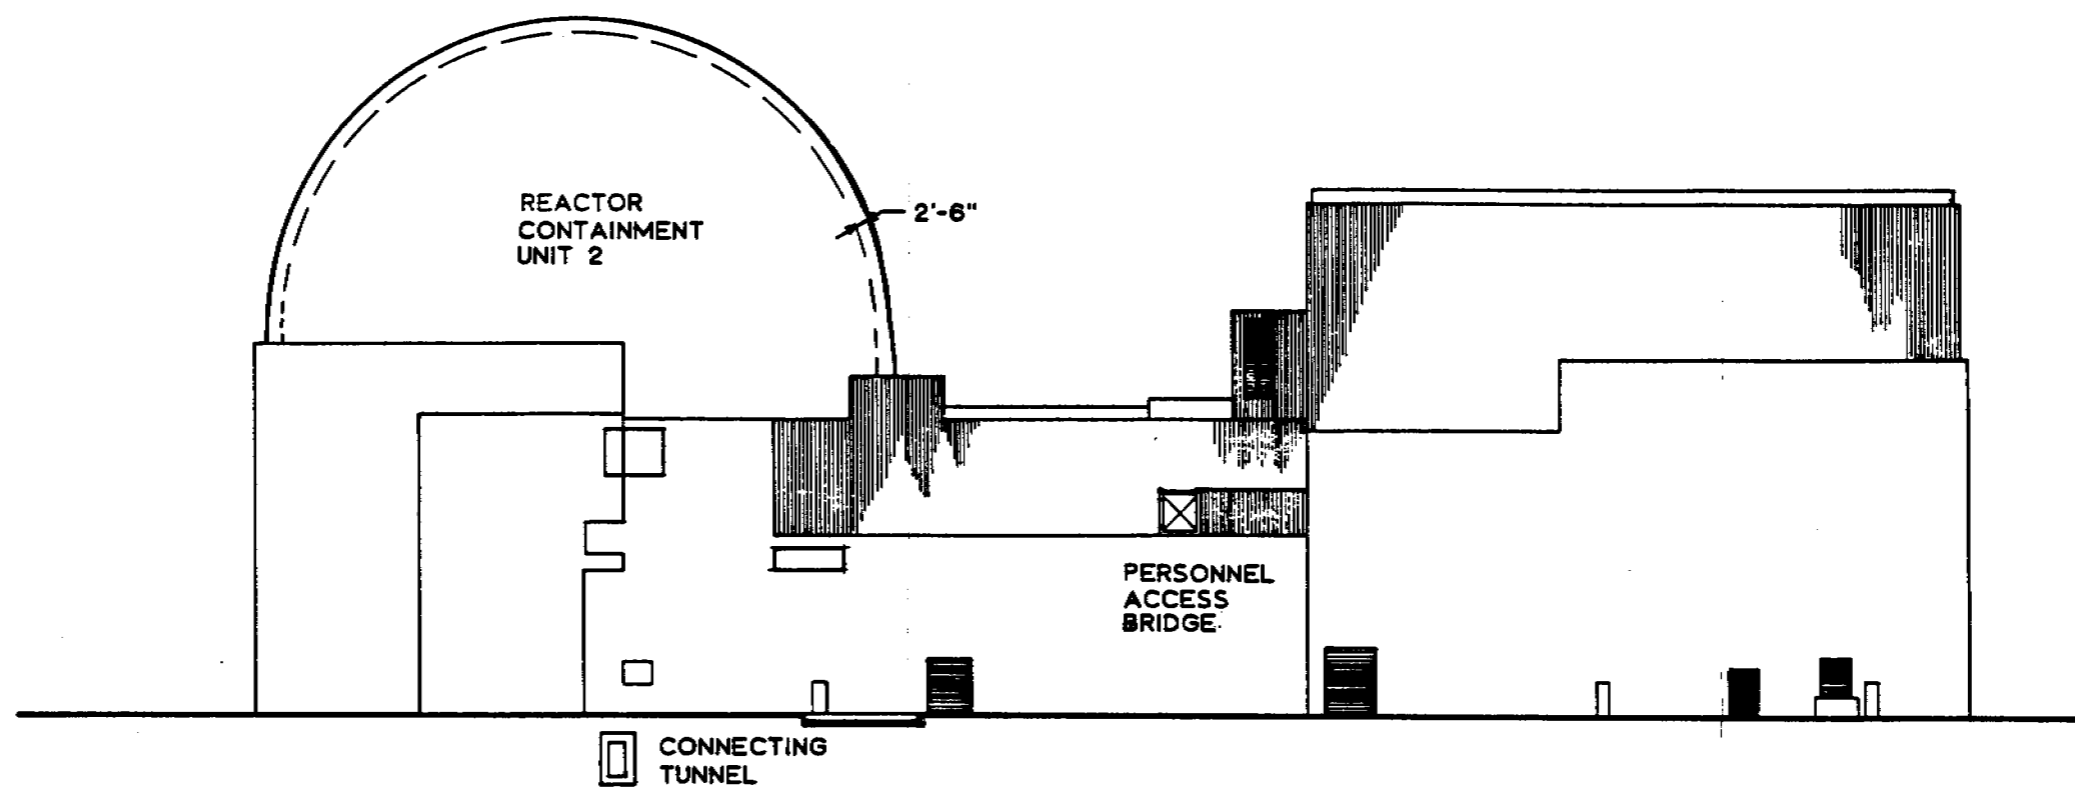 REACTOR
CONTAINMENT
UNIT 2
2'-6"
PERSONNEL
ACCESS
BRIDGE
CONNECTING
TUNNEL